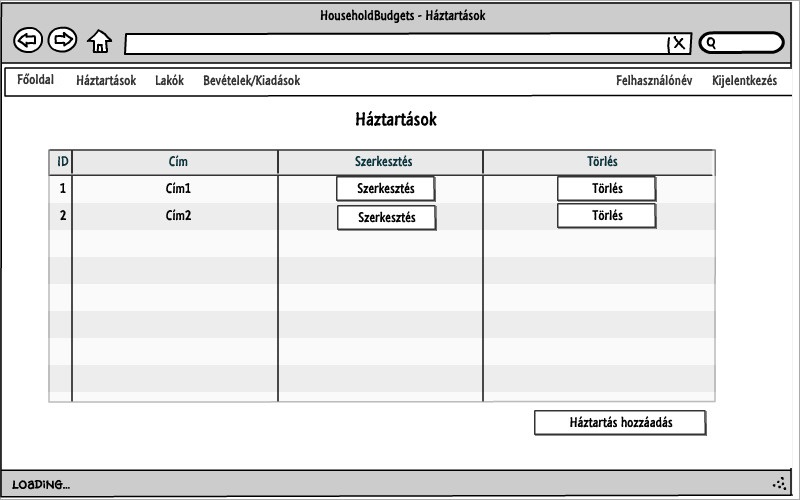 HouseholdBudgets - Háztartások
Főoldal Háztartások Lakók Bevételek/Kiadások Felhasználónév Kijelentkezés
Háztartások
ID Cím Szerkesztés Törlés
1 Cím1 Szerkesztés Törlés
2 Cím2 Szerkesztés Törlés
Háztartás hozzáadás
LOADING...